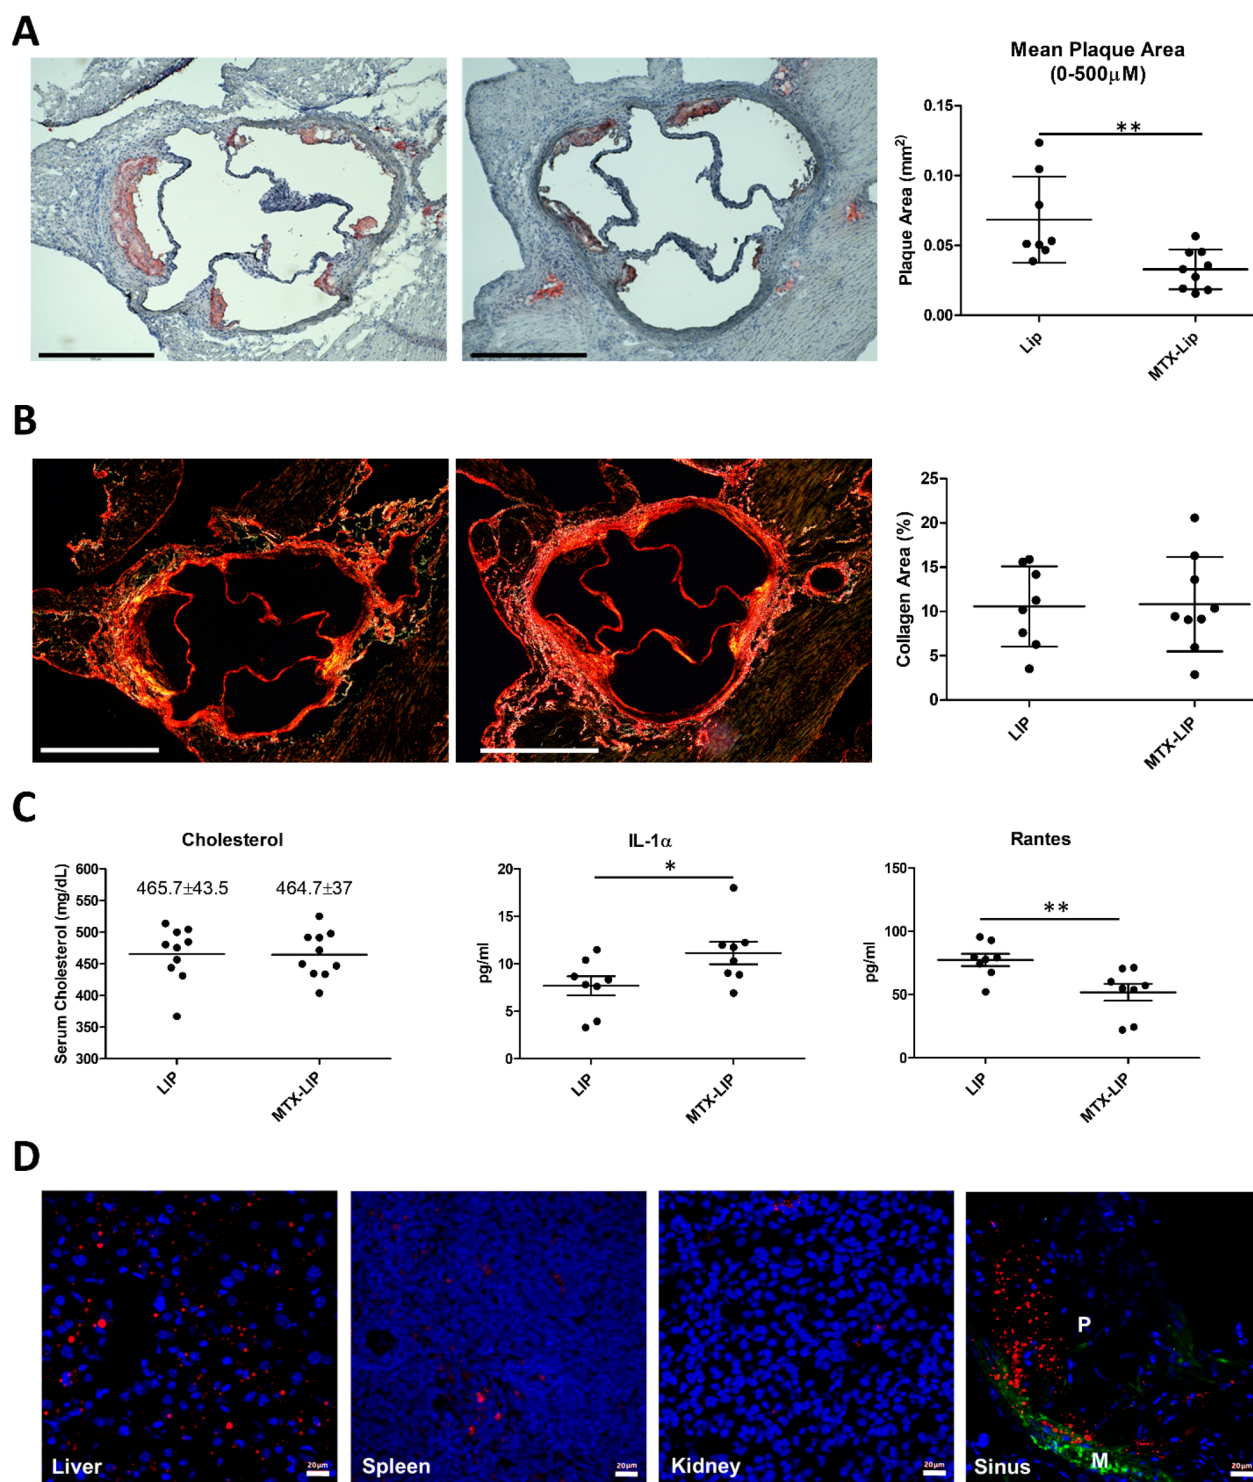 A
Mean Plaque Area
(0-500μM)
Plaque Area (mm²)
0.15
0.10
0.05
0.00
**
Lip
MTX-Lip
B
Collagen Area (%)
25
20
15
10
5
0
LIP
MTX-LIP
C
Cholesterol
Serum Cholesterol (mg/dL)
600
550
500
450
400
350
300
465.7±43.5
464.7±37
LIP
MTX-LIP
IL-1α
pg/ml
20
15
10
5
0
*
LIP
MTX-LIP
Rantes
pg/ml
150
100
50
0
**
LIP
MTX-LIP
D
Liver
20μm
Spleen
20μm
Kidney
20μm
P
M
Sinus
20μm